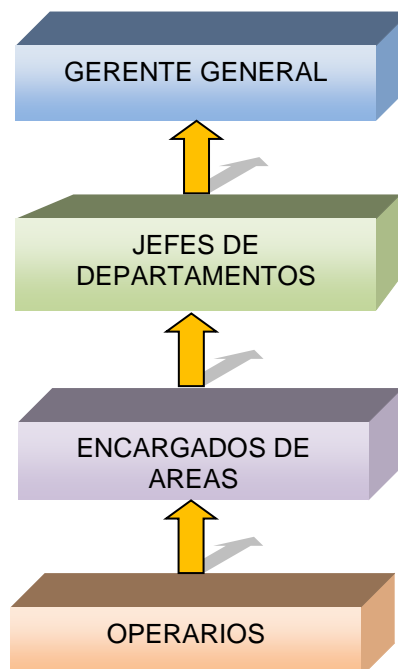 GERENTE GENERAL
JEFES DE
DEPARTAMENTOS
ENCARGADOS DE
AREAS
OPERARIOS